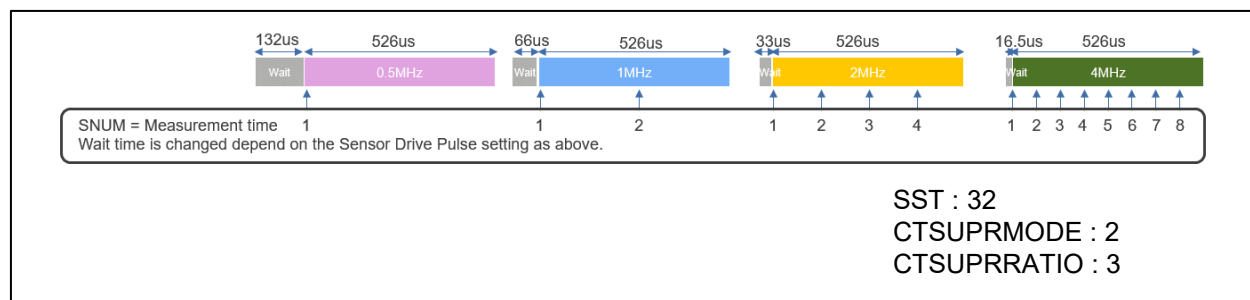 132us 526us 66us 526us 33us 526us 16.5us 526us
Wait 0.5MHz Wait 1MHz Wait 2MHz Wait 4MHz
SNUM = Measurement time 1 1 2 1 2 3 4 1 2 3 4 5 6 7 8
Wait time is changed depend on the Sensor Drive Pulse setting as above.
SST : 32
CTSUPRMODE : 2
CTSUPRRATIO : 3